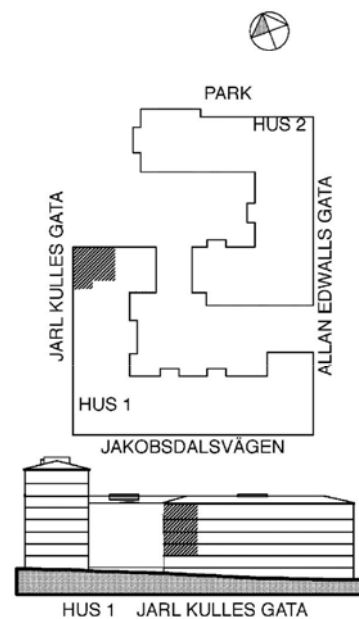 PARK
HUS 2
JARL KULLES GATA
ALLAN EDWALLS GATA
HUS 1
JAKOBSDALSVÄGEN
HUS 1 JARL KULLES GATA